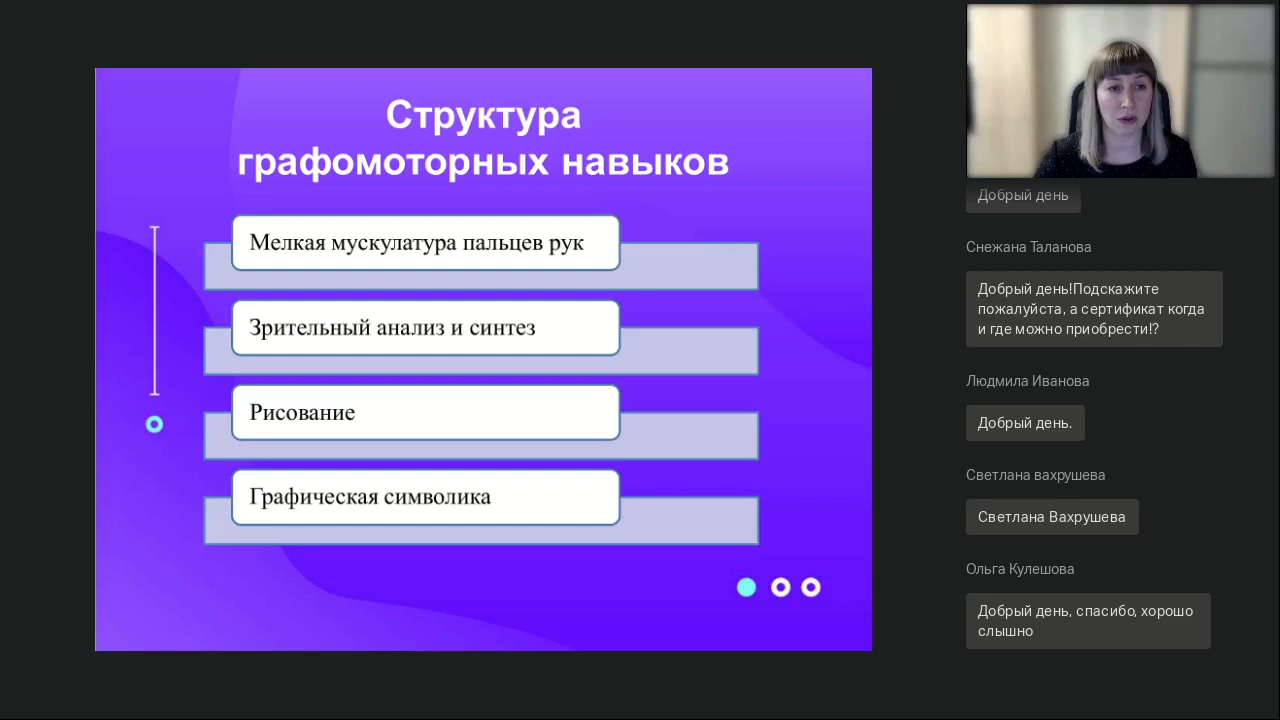 Структура
графомоторных навыков
Мелкая мускулатура пальцев рук
Зрительный анализ и синтез
Рисование
Графическая символика
Добрый день
Снежана Таланова
Добрый день!Подскажите
пожалуйста, а сертификат когда
и где можно приобрести!?
Людмила Иванова
Добрый день.
Светлана вахрушева
Светлана Вахрушева
Ольга Кулешова
Добрый день, спасибо, хорошо
слышно